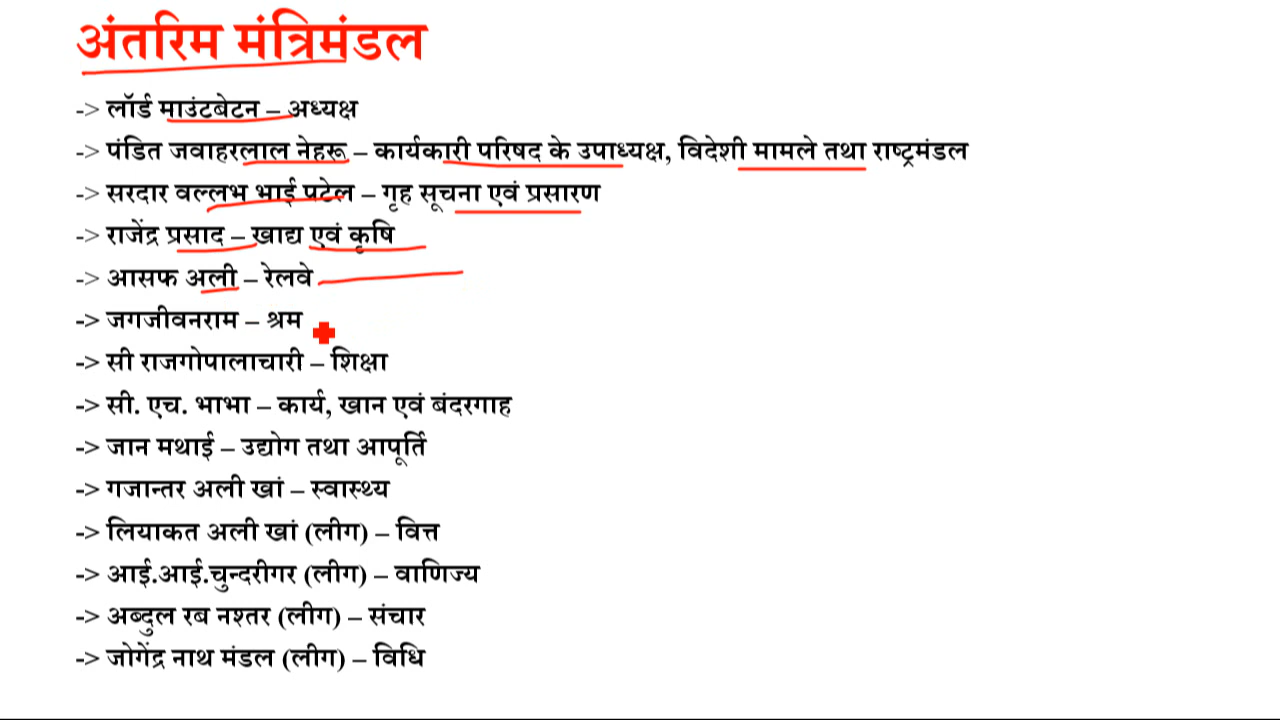 अंतरिम मंत्रिमंडल
-> लॉर्ड माउंटबेटन – अध्यक्ष
-> पंडित जवाहरलाल नेहरू – कार्यकारी परिषद के उपाध्यक्ष, विदेशी मामले तथा राष्ट्रमंडल
-> सरदार वल्लभ भाई पटेल – गृह सूचना एवं प्रसारण
-> राजेंद्र प्रसाद – खाद्य एवं कृषि
-> आसफ अली – रेलवे
-> जगजीवनराम – श्रम
-> सी राजगोपालाचारी – शिक्षा
-> सी. एच. भाभा – कार्य, खान एवं बंदरगाह
-> जान मथाई – उद्योग तथा आपूर्ति
-> गजान्तर अली खां – स्वास्थ्य
-> लियाकत अली खां (लीग) – वित्त
-> आई.आई.चुन्दरीगर (लीग) – वाणिज्य
-> अब्दुल रब नश्तर (लीग) – संचार
-> जोगेंद्र नाथ मंडल (लीग) – विधि